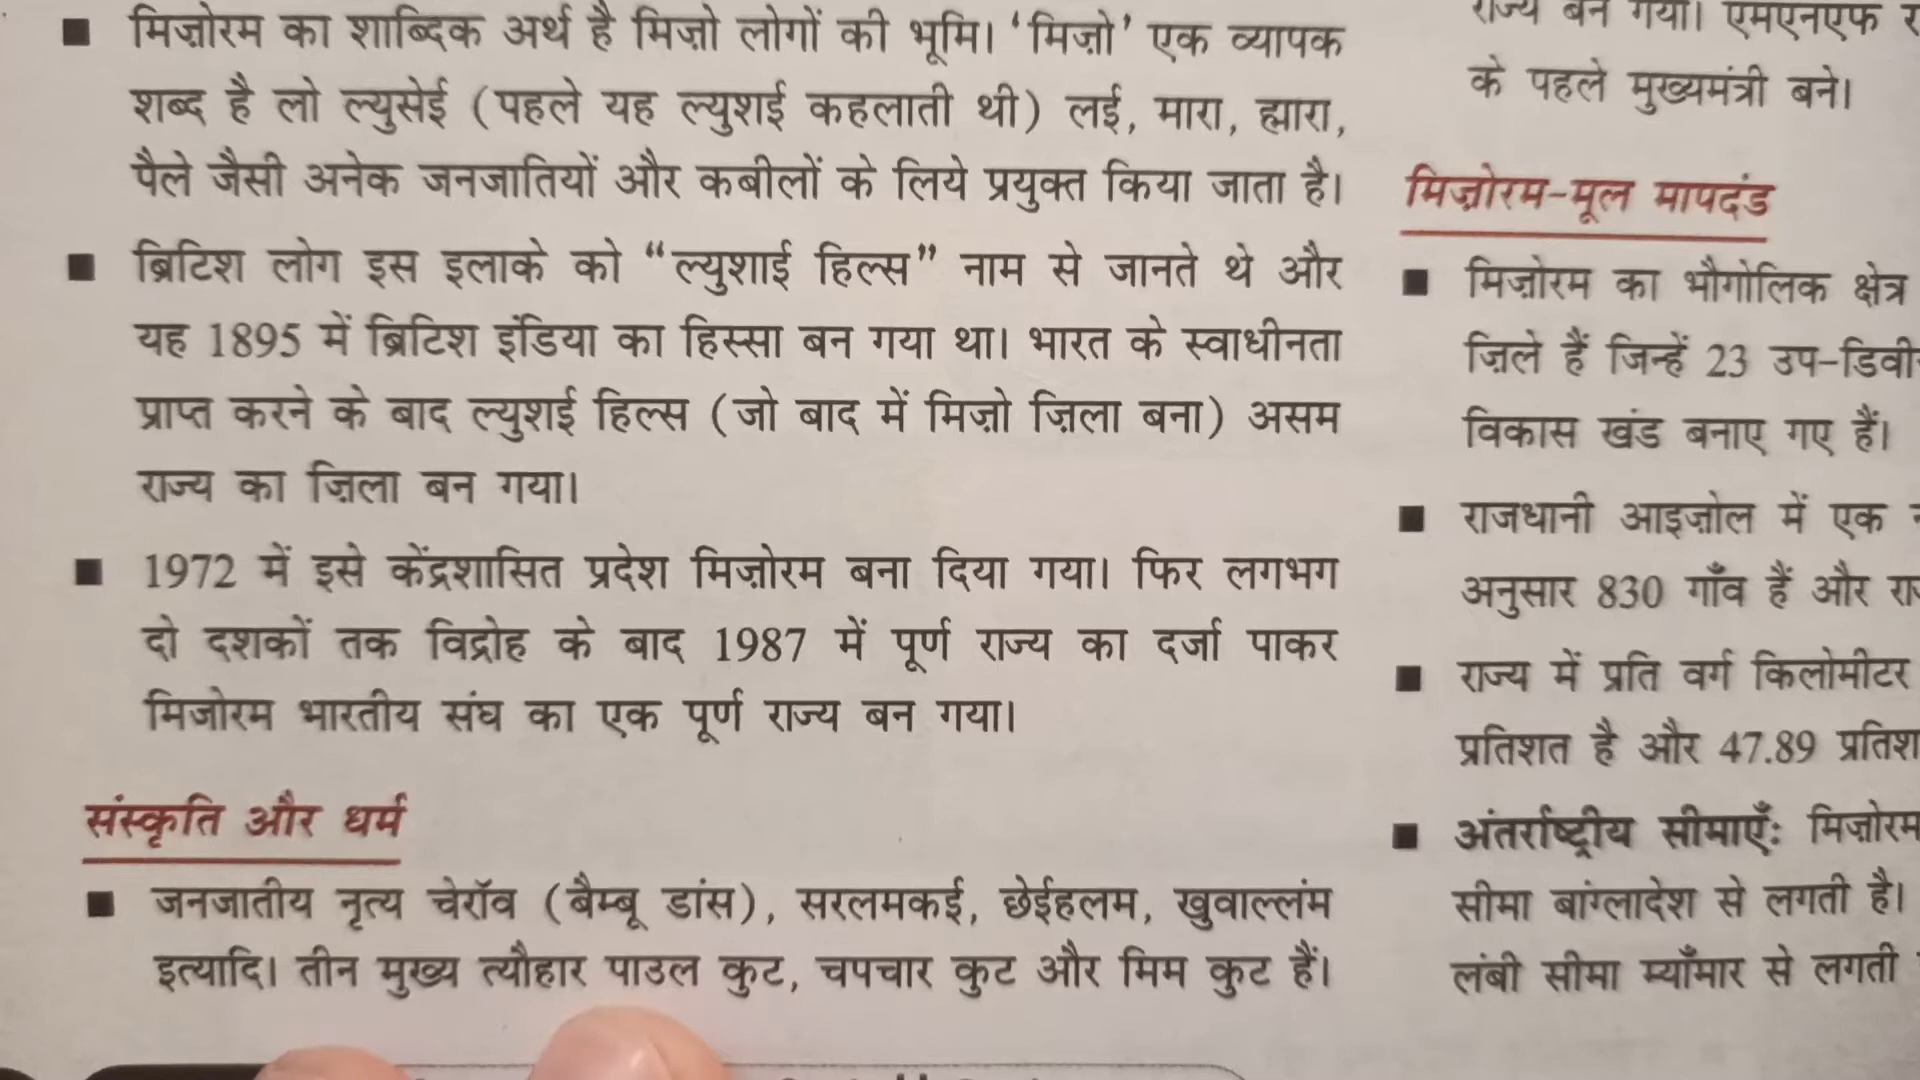 ■ मिज़ोरम का शाब्दिक अर्थ है मिज़ो लोगों की भूमि। ‘मिज़ो’ एक व्यापक
शब्द है लो ल्युसेई (पहले यह ल्युशई कहलाती थी) लई, मारा, ह्मारा,
पैले जैसी अनेक जनजातियों और कबीलों के लिये प्रयुक्त किया जाता है।
■ ब्रिटिश लोग इस इलाके को “ल्युशाई हिल्स” नाम से जानते थे और
यह 1895 में ब्रिटिश इंडिया का हिस्सा बन गया था। भारत के स्वाधीनता
प्राप्त करने के बाद ल्युशई हिल्स (जो बाद में मिज़ो ज़िला बना) असम
राज्य का ज़िला बन गया।
■ 1972 में इसे केंद्रशासित प्रदेश मिज़ोरम बना दिया गया। फिर लगभग
दो दशकों तक विद्रोह के बाद 1987 में पूर्ण राज्य का दर्जा पाकर
मिजोरम भारतीय संघ का एक पूर्ण राज्य बन गया।
संस्कृति और धर्म
■ जनजातीय नृत्य चेरॉव (बैम्बू डांस), सरलमकई, छेईहलम, खुवाल्लंम
इत्यादि। तीन मुख्य त्यौहार पाउल कुट, चपचार कुट और मिम कुट हैं।
राज्य बन गया। एमएनएफ
के पहले मुख्यमंत्री बने।
मिज़ोरम-मूल मापदंड
■ मिज़ोरम का भौगोलिक क्षेत्र
ज़िले हैं जिन्हें 23 उप-डिवी
विकास खंड बनाए गए हैं।
■ राजधानी आइज़ोल में एक
अनुसार 830 गाँव हैं और
■ राज्य में प्रति वर्ग किलोमीटर
प्रतिशत है और 47.89 प्रतिश
■ अंतर्राष्ट्रीय सीमाएँ: मिज़ोरम
सीमा बांग्लादेश से लगती है।
लंबी सीमा म्याँमार से लगती